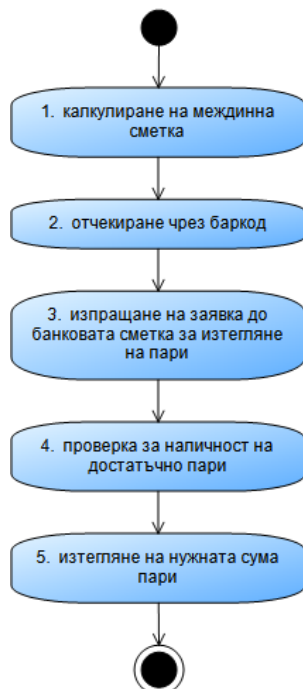 1. калкулиране на междинна
сметка
2. отчекиране чрез баркод
3. изпращане на заявка до
банковата сметка за изтегляне
на пари
4. проверка за наличност на
достатъчно пари
5. изтегляне на нужната сума
пари